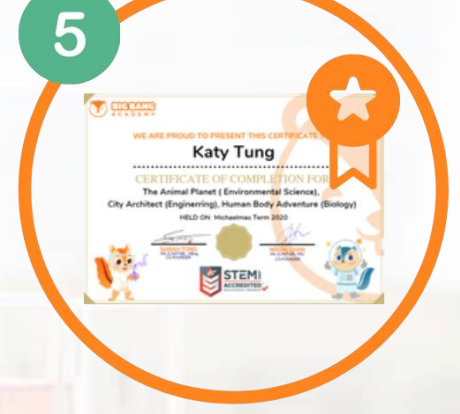 5
BIG BANG
ACADEMY
WE ARE PROUD TO PRESENT THIS CERTIFICATE
Katy Tung
CERTIFICATE OF COMPLETION FOR
The Animal Planet ( Environmental Science),
City Architect (Enginerring), Human Body Adventure (Biology)
HELD ON Michaelmas Term 2020
STEM
ACCREDITED